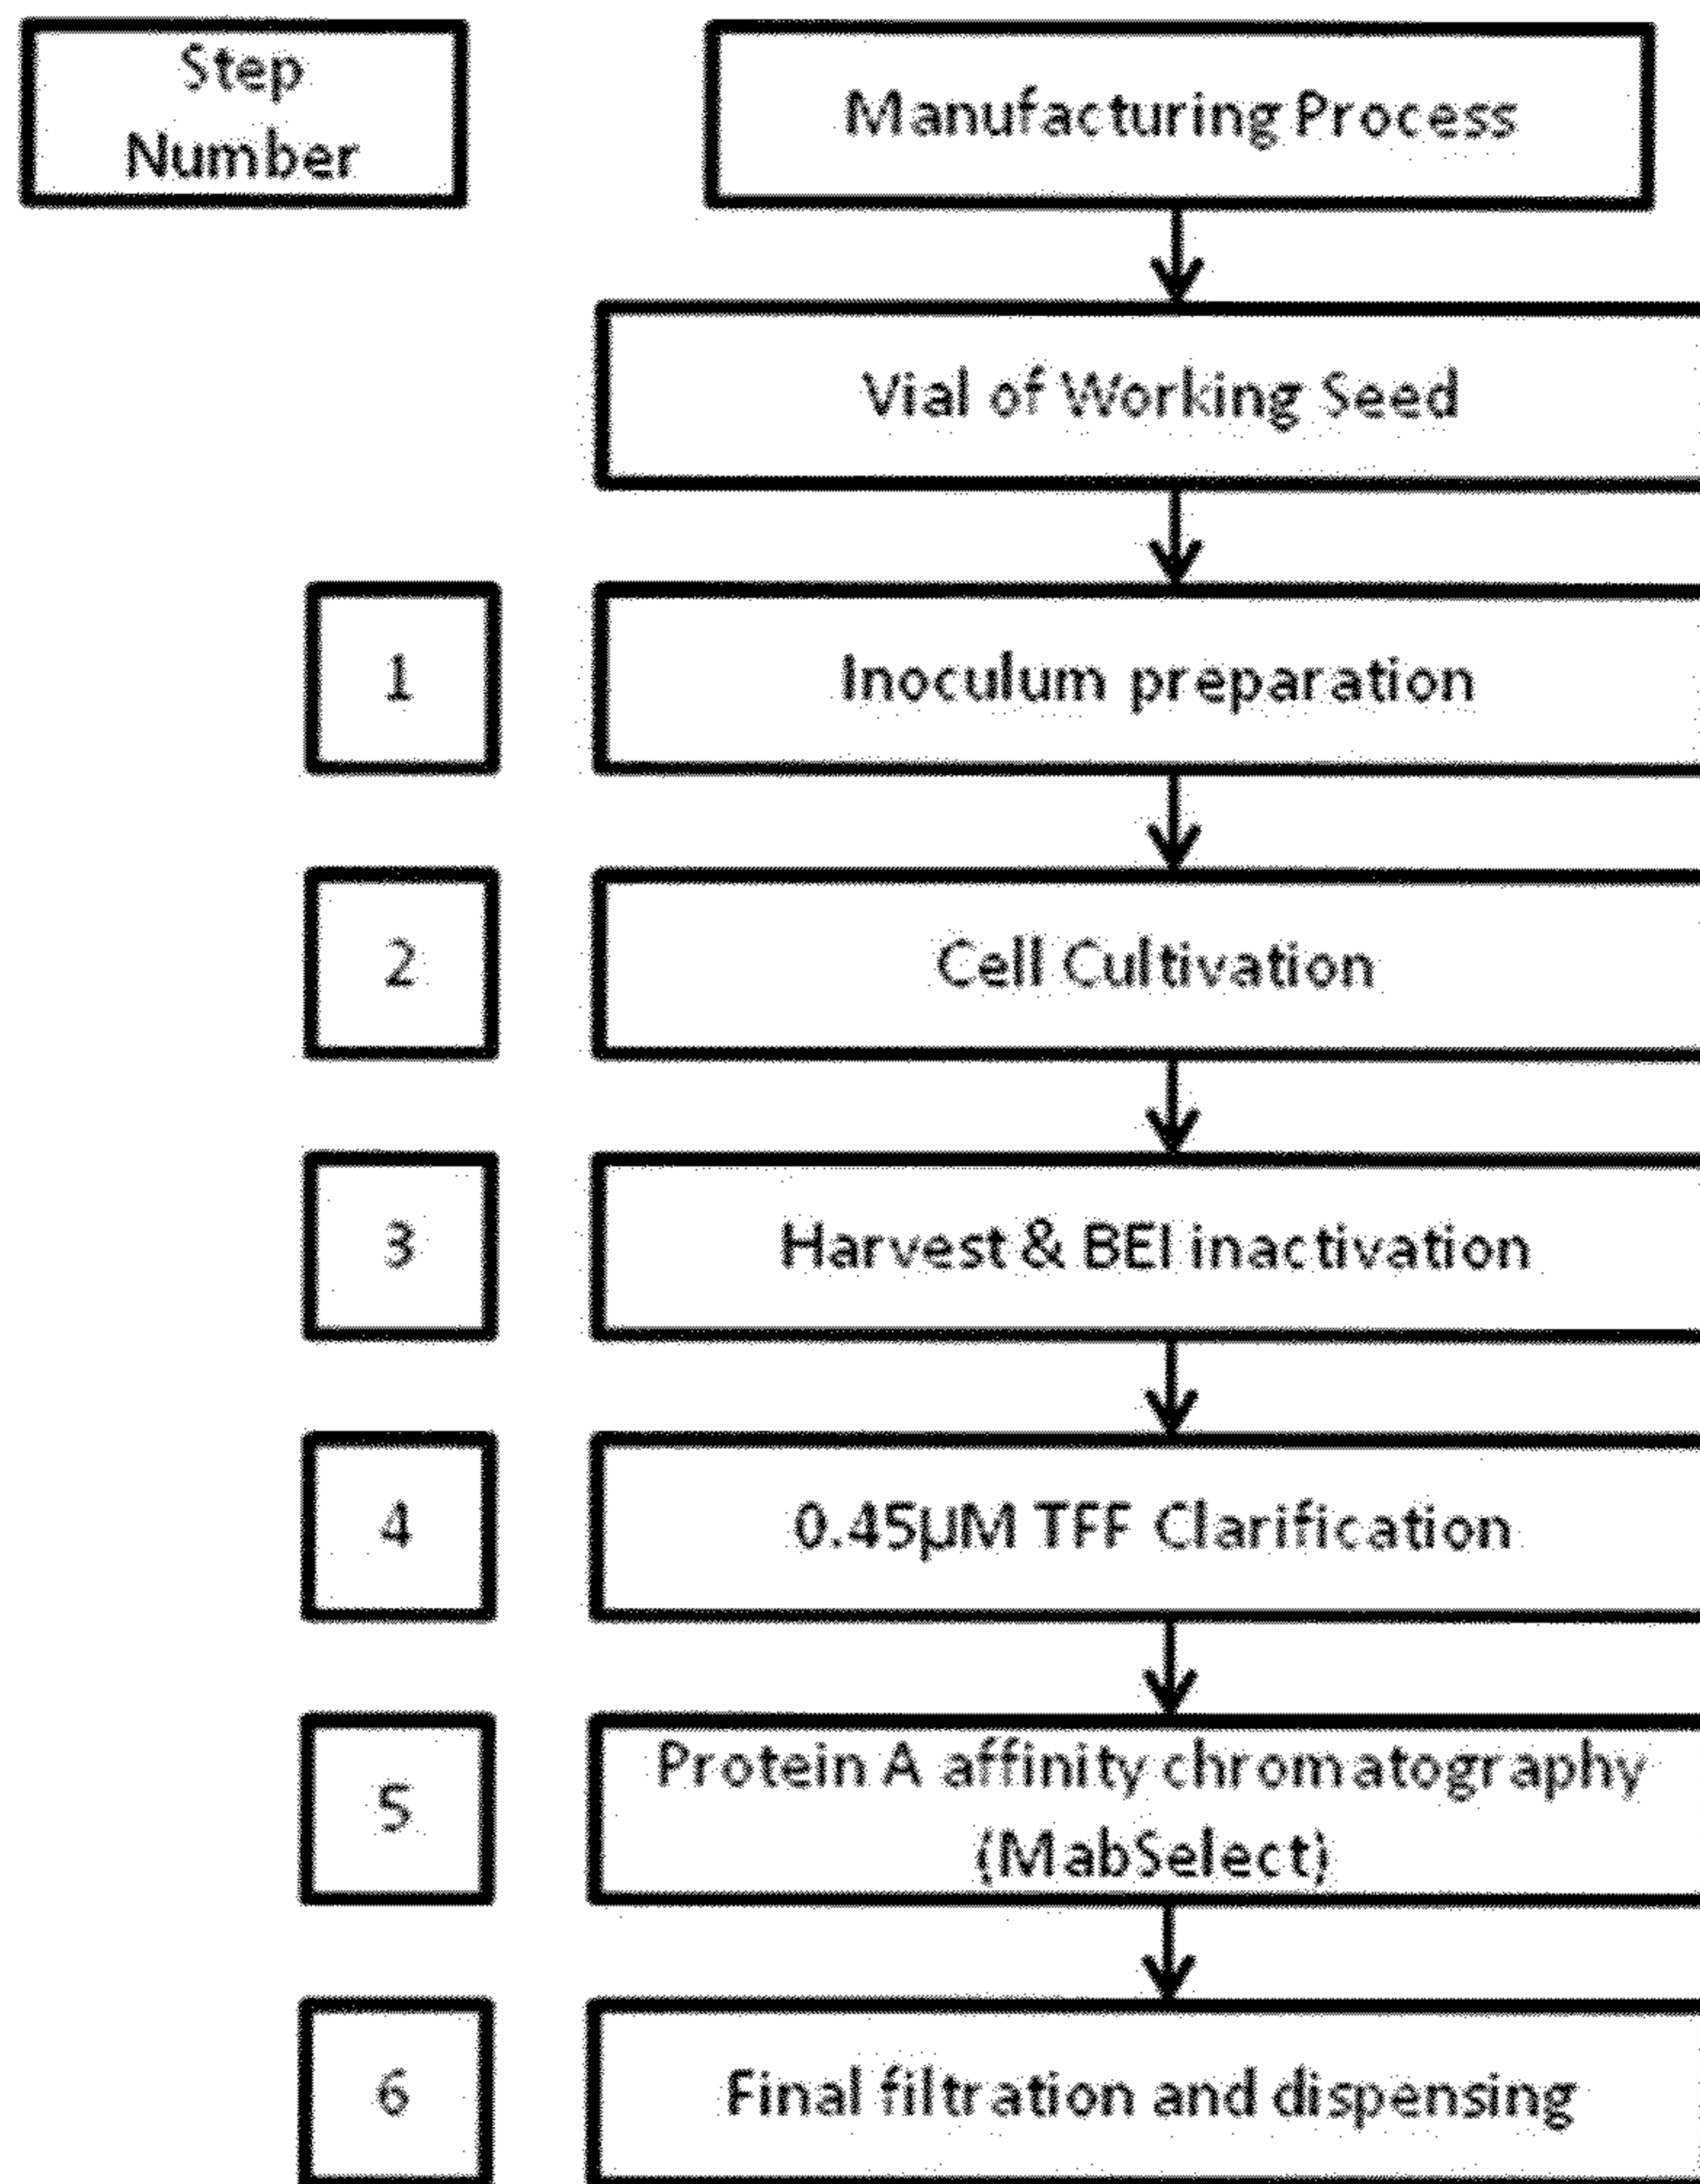 Step
Number
Manufacturing Process
Vial of Working Seed
1
Inoculum preparation
2
Cell Cultivation
3
Harvest & BEI inactivation
4
0.45µM TFF Clarification
5
Protein A affinity chromatography
(MabSelect)
6
Final filtration and dispensing